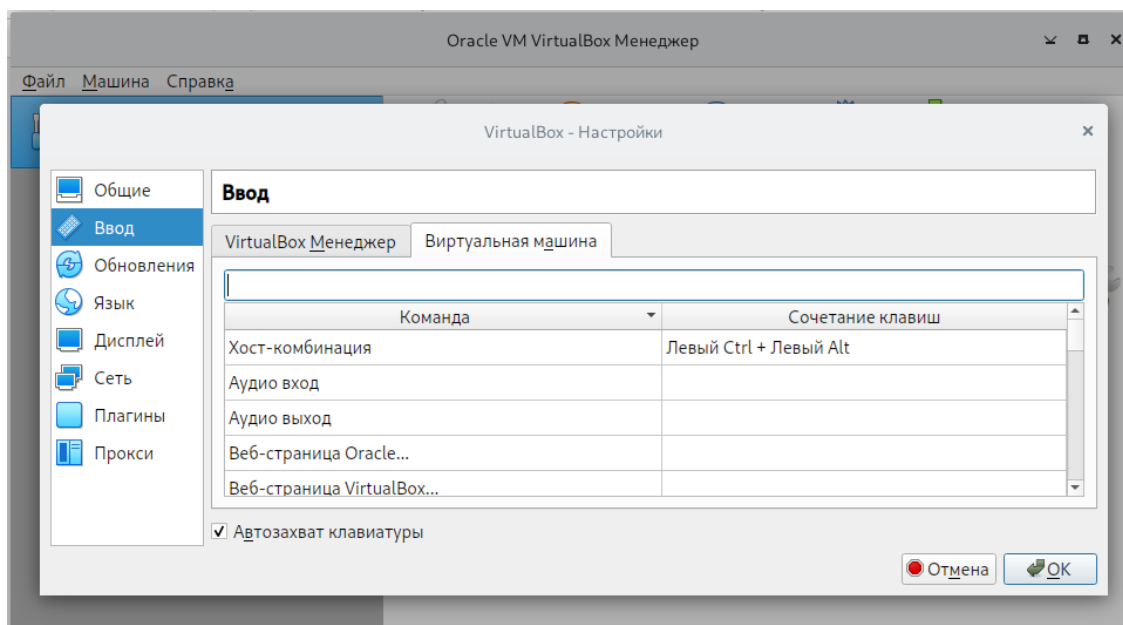 Oracle VM VirtualBox Менеджер
Файл Машина Справка
VirtualBox - Настройки
Общие
Ввод
Обновления
Язык
Дисплей
Сеть
Плагины
Прокси
Ввод
VirtualBox Менеджер Виртуальная машина
Команда Сочетание клавиш
Хост-комбинация Левый Ctrl + Левый Alt
Аудио вход
Аудио выход
Веб-страница Oracle...
Веб-страница VirtualBox...
Автозахват клавиатуры
Отмена OK